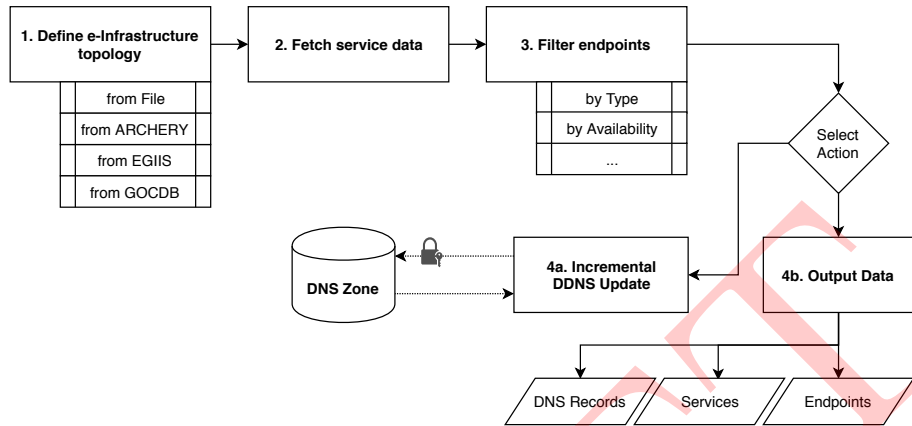 1. Define e-Infrastructure
topology
2. Fetch service data
3. Filter endpoints
from File
from ARCHERY
from EGIIS
from GOCDB
by Type
by Availability
...
Select
Action
DNS Zone
4a. Incremental
DDNS Update
4b. Output Data
DNS Records
Services
Endpoints